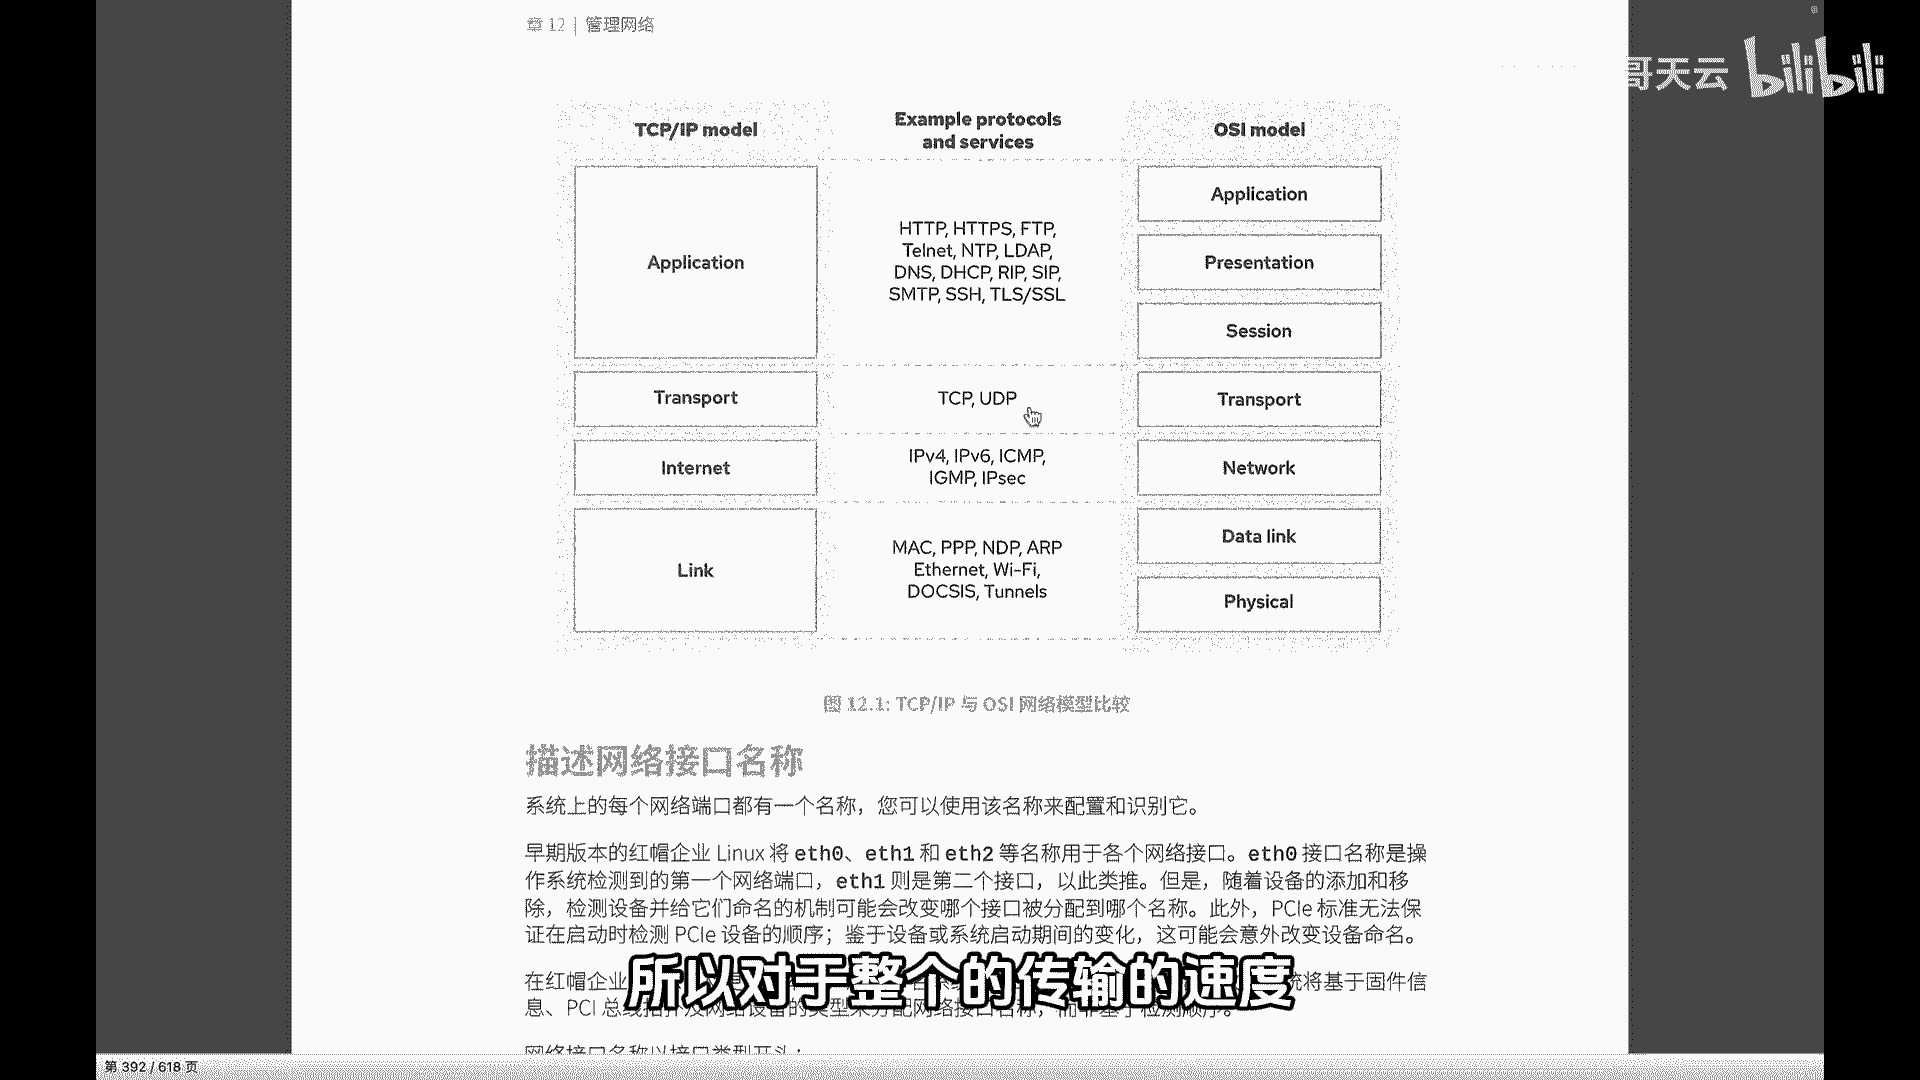 章 12 | 管理网络
哥天云 bilibili
TCP/IP model
Example protocols
and services
OSI model
Application
HTTP, HTTPS, FTP,
Telnet, NTP, LDAP,
DNS, DHCP, RIP, SIP,
SMTP, SSH, TLS/SSL
Application
Presentation
Session
Transport
TCP, UDP
Transport
Internet
IPv4, IPv6, ICMP,
IGMP, IPsec
Network
Link
MAC, PPP, NDP, ARP
Ethernet, Wi-Fi,
DOCSIS, Tunnels
Data link
Physical
图 12.1: TCP/IP 与 OSI 网络模型比较
描述网络接口名称
系统上的每个网络端口都有一个名称，您可以使用该名称来配置和识别它。
早期版本的红帽企业 Linux 将 eth0、eth1 和 eth2 等名称用于各个网络接口。eth0 接口名称是操
作系统检测到的第一个网络端口，eth1 则是第二个接口，以此类推。但是，随着设备的添加和移
除，检测设备并给它们命名的机制可能会改变哪个接口被分配到哪个名称。此外，PCIe 标准无法保
证在启动时检测 PCIe 设备的顺序；鉴于设备或系统启动期间的变化，这可能会意外改变设备命名。
在红帽企业 统将基于固件信
息、PCI 总线拓扑及网络设备的类型来分配网络接口名称，而非基于检测顺序。
网络接口名称以接口类型开头：
所以对于整个的传输的速度
第 392 / 618 页